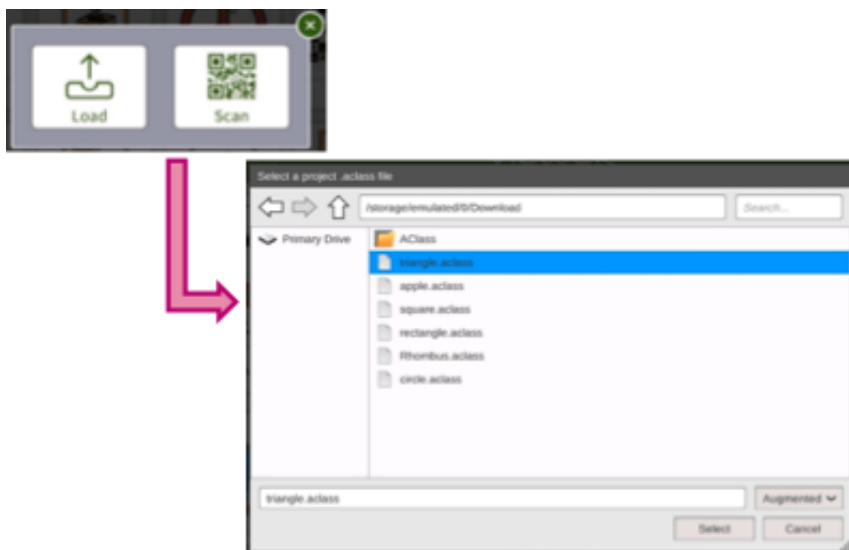 Load Scan
Select a project .aclass file
/storage/emulated/0/Download Search...
Primary Drive AClass
triangle.aclass
apple.aclass
square.aclass
rectangle.aclass
Rhombus.aclass
circle.aclass
triangle.aclass Augmented
Select Cancel